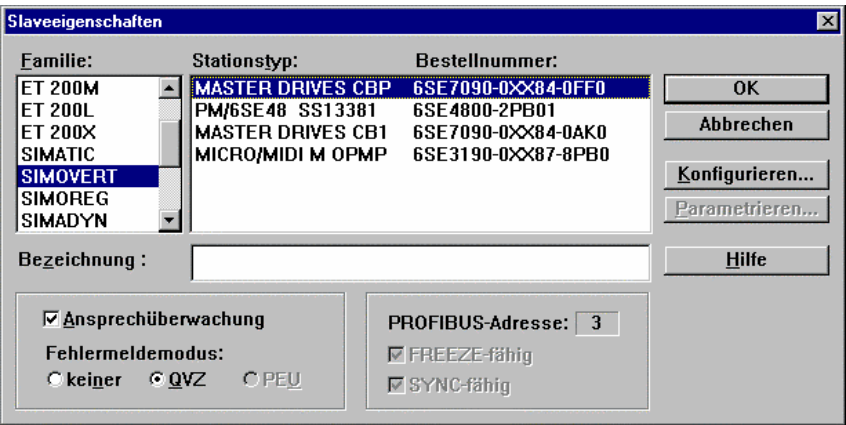 Slaveeigenschaften
Familie: Stationstyp: Bestellnummer:
ET 200M MASTER DRIVES CBP 6SE7090-0XX84-0FF0 OK
ET 200L PM/6SE48 SS13381 6SE4800-2PB01
ET 200X MASTER DRIVES CB1 6SE7090-0XX84-0AK0 Abbrechen
SIMATIC MICRO/MIDI M OPMP 6SE3190-0XX87-8PB0
SIMOVERT Konfigurieren...
SIMOREG
SIMADYN Parametrieren...
Bezeichnung : Hilfe
Ansprechüberwachung
PROFIBUS-Adresse: 3
Fehlermeldemodus: FREEZE-fähig
keiner QVZ PEU SYNC-fähig